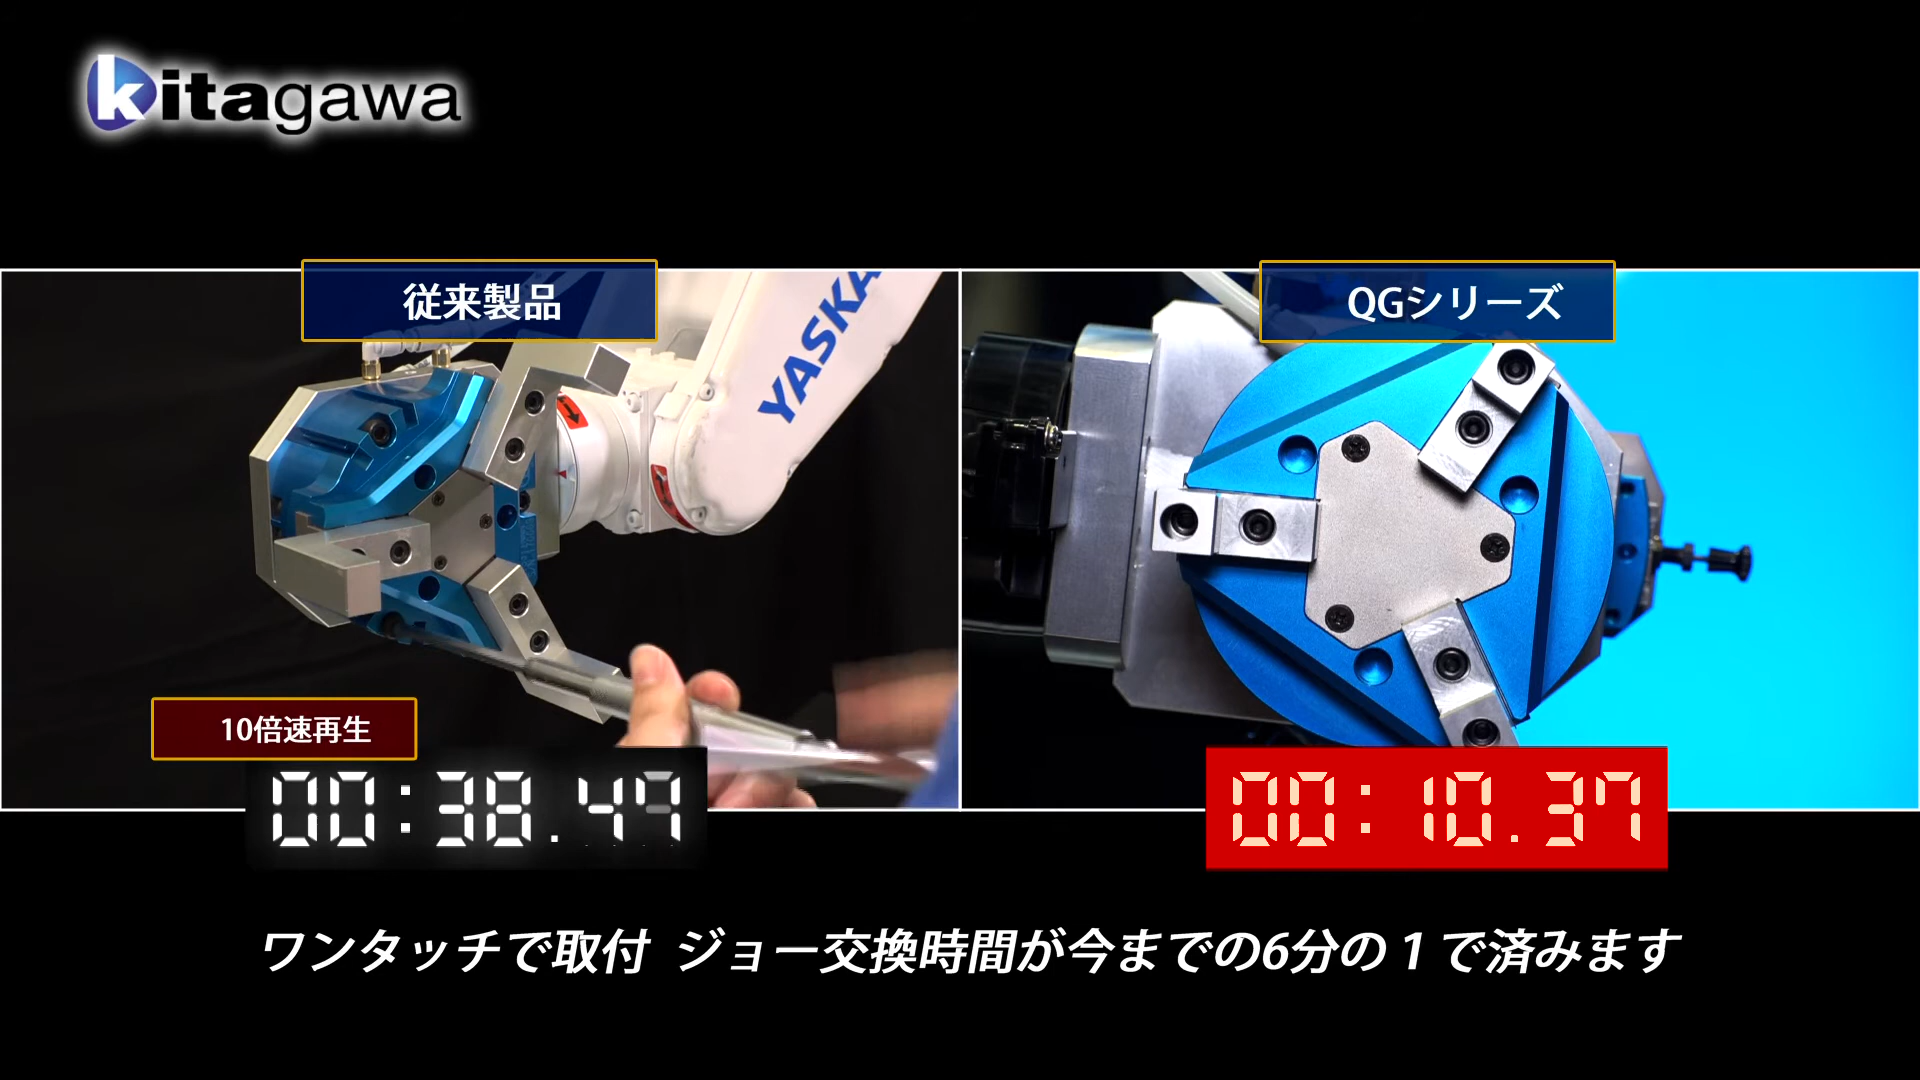 kitagawa
従来製品
QGシリーズ
YASKA
10倍速再生
00:38.47
00:10.37
ワンタッチで取付 ジョー交換時間が今までの6分の１で済みます